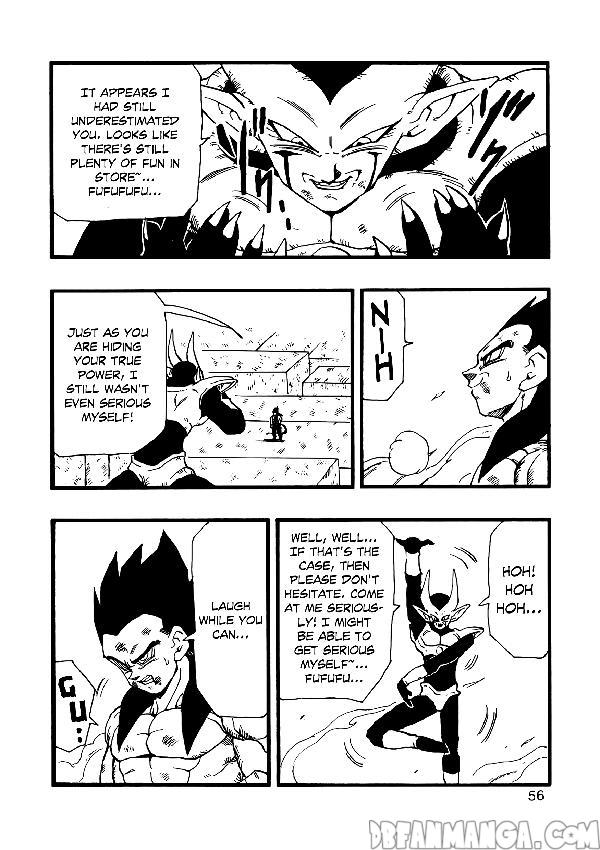 IT APPEARS I
HAD STILL
UNDERESTIMATED
YOU. LOOKS LIKE
THERE'S STILL
PLENTY OF FUN IN
STORE~...
FUFUFUFU...
NIH
JUST AS YOU
ARE HIDING
YOUR TRUE
POWER, I
STILL WASN'T
EVEN SERIOUS
MYSELF!
HOH!
HOH
HOH...
WELL, WELL...
IF THAT'S THE
CASE, THEN
PLEASE DON'T
HESITATE. COME
AT ME SERIOUS-
LY! I MIGHT
BE ABLE TO
GET SERIOUS
MYSELF~...
FUFUFU...
LAUGH
WHILE YOU
CAN...
GU...
56
DBFANMANGA.COM